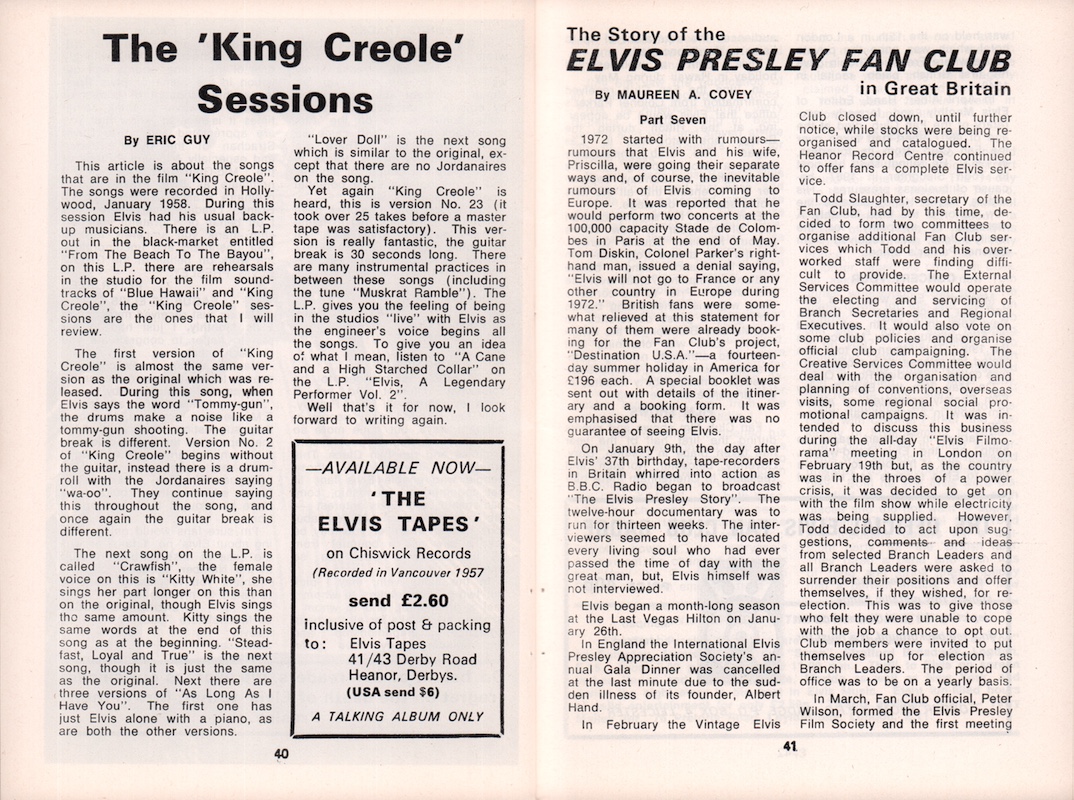 The 'King Creole'
Sessions
By ERIC GUY
This article is about the songs
that are in the film "King Creole".
The songs were recorded in Holly-
wood, January 1958. During this
session Elvis had his usual back-
up musicians. There is an L.P.
out in the black-market entitled
"From The Beach To The Bayou",
on this L.P. there are rehearsals
in the studio for the film sound-
tracks of "Blue Hawaii" and "King
Creole", the "King Creole" ses-
sions are the ones that I will
review.
The first version of "King
Creole" is almost the same ver-
sion as the original which was re-
leased. During this song, when
Elvis says the word "Tommy-gun",
the drums make a noise like a
tommy-gun shooting. The guitar
break is different. Version No. 2
of "King Creole" begins without
the guitar, instead there is a drum-
roll with the Jordanaires saying
"wa-oo". They continue saying
this throughout the song, and
once again the guitar break is
different.
The next song on the L.P. is
called "Crawfish", the female
voice on this is "Kitty White", she
sings her part longer on this than
on the original, though Elvis sings
tho same amount. Kitty sings the
same words at the end of this
song as at the beginning. "Stead-
fast, Loyal and True" is the next
song, though it is just the same
as the original. Next there are
three versions of "As Long As I
Have You". The first one has
just Elvis alone with a piano, as
are both the other versions.
"Lover Doll" is the next song
which is similar to the original, ex-
cept that there are no Jordanaires
on the song.
Yet again "King Creole" is
heard, this is version No. 23 (it
took over 25 takes before a master
tape was satisfactory). This ver-
sion is really fantastic, the guitar
break is 30 seconds long. There
are many instrumental practices in
between these songs (including
the tune "Muskrat Ramble"). The
L.P. gives you the feeling of being
in the studios "live" with Elvis as
the engineer's voice begins all
the songs. To give you an idea
of what I mean, listen to "A Cane
and a High Starched Collar" on
the L.P. "Elvis, A Legendary
Performer Vol. 2".
Well that's it for now, I look
forward to writing again.
—AVAILABLE NOW—
'THE
ELVIS TAPES'
on Chiswick Records
(Recorded in Vancouver 1957
send £2.60
inclusive of post & packing
to: Elvis Tapes
41/43 Derby Road
Heanor, Derbys.
(USA send $6)
A TALKING ALBUM ONLY
40
The Story of the
ELVIS PRESLEY FAN CLUB
in Great Britain
By MAUREEN A. COVEY
Part Seven
1972 started with rumours—
rumours that Elvis and his wife,
Priscilla, were going their separate
ways and, of course, the inevitable
rumours of Elvis coming to
Europe. It was reported that he
would perform two concerts at the
100,000 capacity Stade de Colom-
bes in Paris at the end of May.
Tom Diskin, Colonel Parker's right-
hand man, issued a denial saying,
"Elvis will not go to France or any
other country in Europe during
1972." British fans were some-
what relieved at this statement for
many of them were already book-
ing for the Fan Club's project,
"Destination U.S.A."—a fourteen-
day summer holiday in America for
£196 each. A special booklet was
sent out with details of the itiner-
ary and a booking form. It was
emphasised that there was no
guarantee of seeing Elvis.
On January 9th, the day after
Elvis' 37th birthday, tape-recorders
in Britain whirred into action as
B.B.C. Radio began to broadcast
"The Elvis Presley Story". The
twelve-hour documentary was to
run for thirteen weeks. The inter-
viewers seemed to have located
every living soul who had ever
passed the time of day with the
great man, but, Elvis himself was
not interviewed.
Elvis began a month-long season
at the Last Vegas Hilton on Janu-
ary 26th.
In England the International Elvis
Presley Appreciation Society's an-
nual Gala Dinner was cancelled
at the last minute due to the sud-
den illness of its founder, Albert
Hand.
In February the Vintage Elvis
Club closed down, until further
notice, while stocks were being re-
organised and catalogued. The
Heanor Record Centre continued
to offer fans a complete Elvis ser-
vice.
Todd Slaughter, secretary of the
Fan Club, had by this time, de-
cided to form two committees to
organise additional Fan Club ser-
vices which Todd and his over-
worked staff were finding diffi-
cult to provide. The External
Services Committee would operate
the electing and servicing of
Branch Secretaries and Regional
Executives. It would also vote on
some club policies and organise
official club campaigning. The
Creative Services Committee would
deal with the organisation and
planning of conventions, overseas
visits, some regional social pro-
motional campaigns. It was in-
tended to discuss this business
during the all-day "Elvis Filmo-
rama" meeting in London on
February 19th but, as the country
was in the throes of a power
crisis, it was decided to get on
with the film show while electricity
was being supplied. However,
Todd decided to act upon sug-
gestions, comments and ideas
from selected Branch Leaders and
all Branch Leaders were asked to
surrender their positions and offer
themselves, if they wished, for re-
election. This was to give those
who felt they were unable to cope
with the job a chance to opt out.
Club members were invited to put
themselves up for election as
Branch Leaders. The period of
office was to be on a yearly basis.
In March, Fan Club official, Peter
Wilson, formed the Elvis Presley
Film Society and the first meeting
41